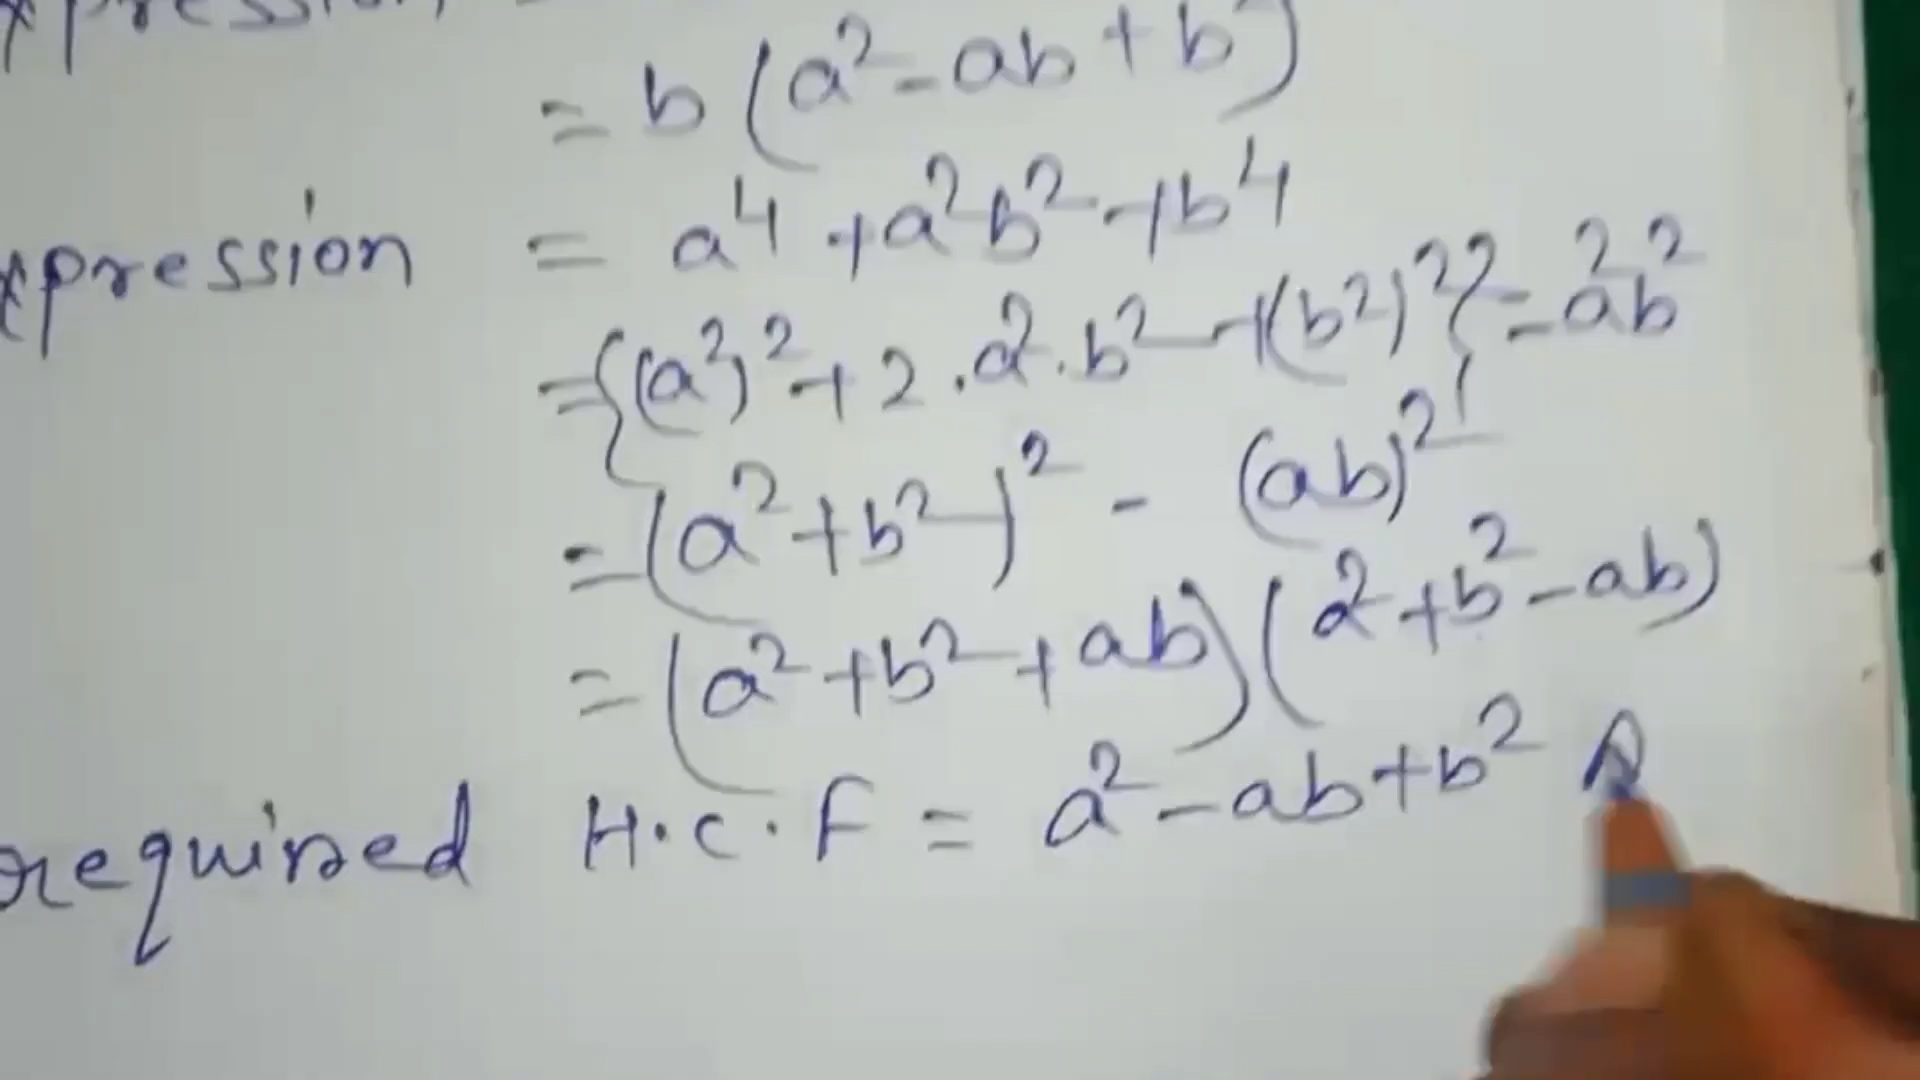 xpression
= b(a²-ab+b²)
xpression = a⁴+a²b²+b⁴
={(a²)²+2.a².b²+(b²)²}-a²b²
=(a²+b²)² - (ab)²
=(a²+b²+ab)(a²+b²-ab)
required H.C.F = a²-ab+b²